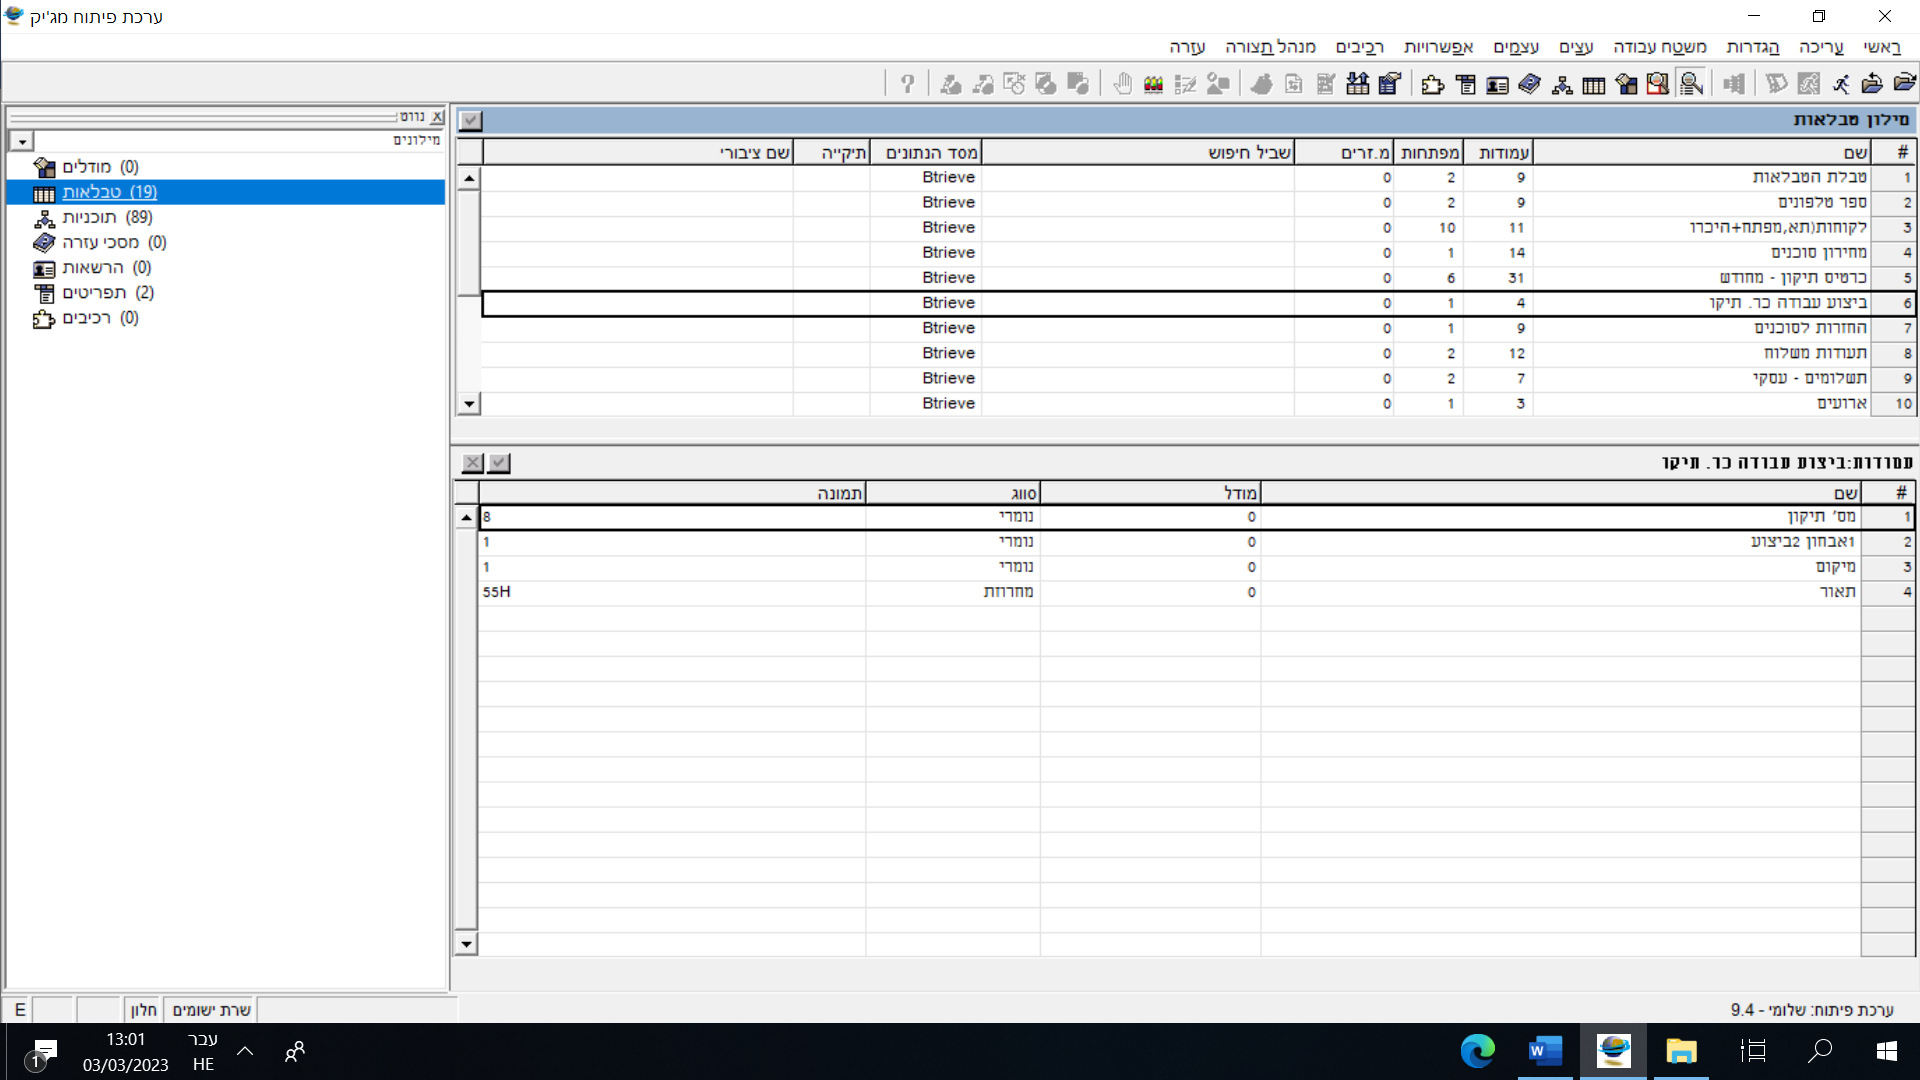 ערכת פיתוח מג'יק
ראשי עריכה הגדרות משטח עבודה עצים עצמים אפשרויות רכיבים מנהל תצורה עזרה
נווט
מילונים
מודלים (0)
טבלאות (19)
תוכניות (89)
מסכי עזרה (0)
הרשאות (0)
תפריטים (2)
רכיבים (0)
מילון טבלאות
# שם עמודות מפתחות מ.זרים שביל חיפוש מסד הנתונים תיקייה שם ציבורי
1 טבלת הטבלאות 9 2 0 Btrieve
2 ספר טלפונים 9 2 0 Btrieve
3 לקוחות(תא,מפתח+היכרו 11 10 0 Btrieve
4 מחירון סוכנים 14 1 0 Btrieve
5 כרטיס תיקון - מחודש 31 6 0 Btrieve
6 ביצוע עבודה כר. תיקו 4 1 0 Btrieve
7 החזרות לסוכנים 9 1 0 Btrieve
8 תעודות משלוח 12 2 0 Btrieve
9 תשלומים - עסקי 7 2 0 Btrieve
10 ארועים 3 1 0 Btrieve
עמודות:ביצוע עבודה כר. תיקו
# שם מודל סווג תמונה
1 מס' תיקון 0 נומרי 8
2 1אבחון 2ביצוע 0 נומרי 1
3 מיקום 0 נומרי 1
4 תאור 0 מחרוזת 55H
ערכת פיתוח: שלומי - 9.4
שרת ישומים חלון E
13:01
03/03/2023
עבר
HE
1